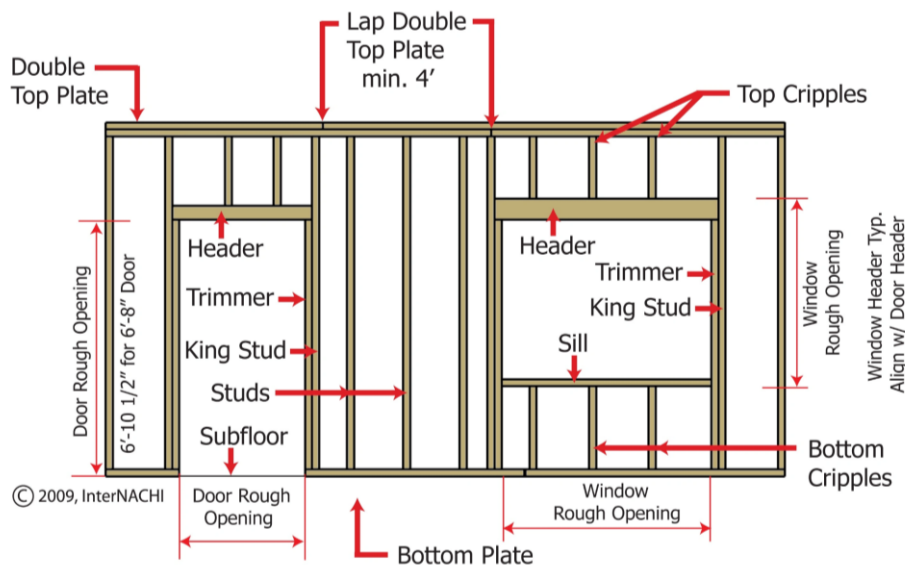 Lap Double
Top Plate
min. 4'
Double
Top Plate
Top Cripples
Header
Header
Trimmer
Trimmer
King Stud
King Stud
Sill
Studs
Subfloor
Door Rough Opening
6'-10 1/2" for 6'-8" Door
Window
Rough Opening
Window Header Typ.
Align w/ Door Header
Bottom
Cripples
© 2009, InterNACHI
Door Rough
Opening
Window
Rough Opening
Bottom Plate